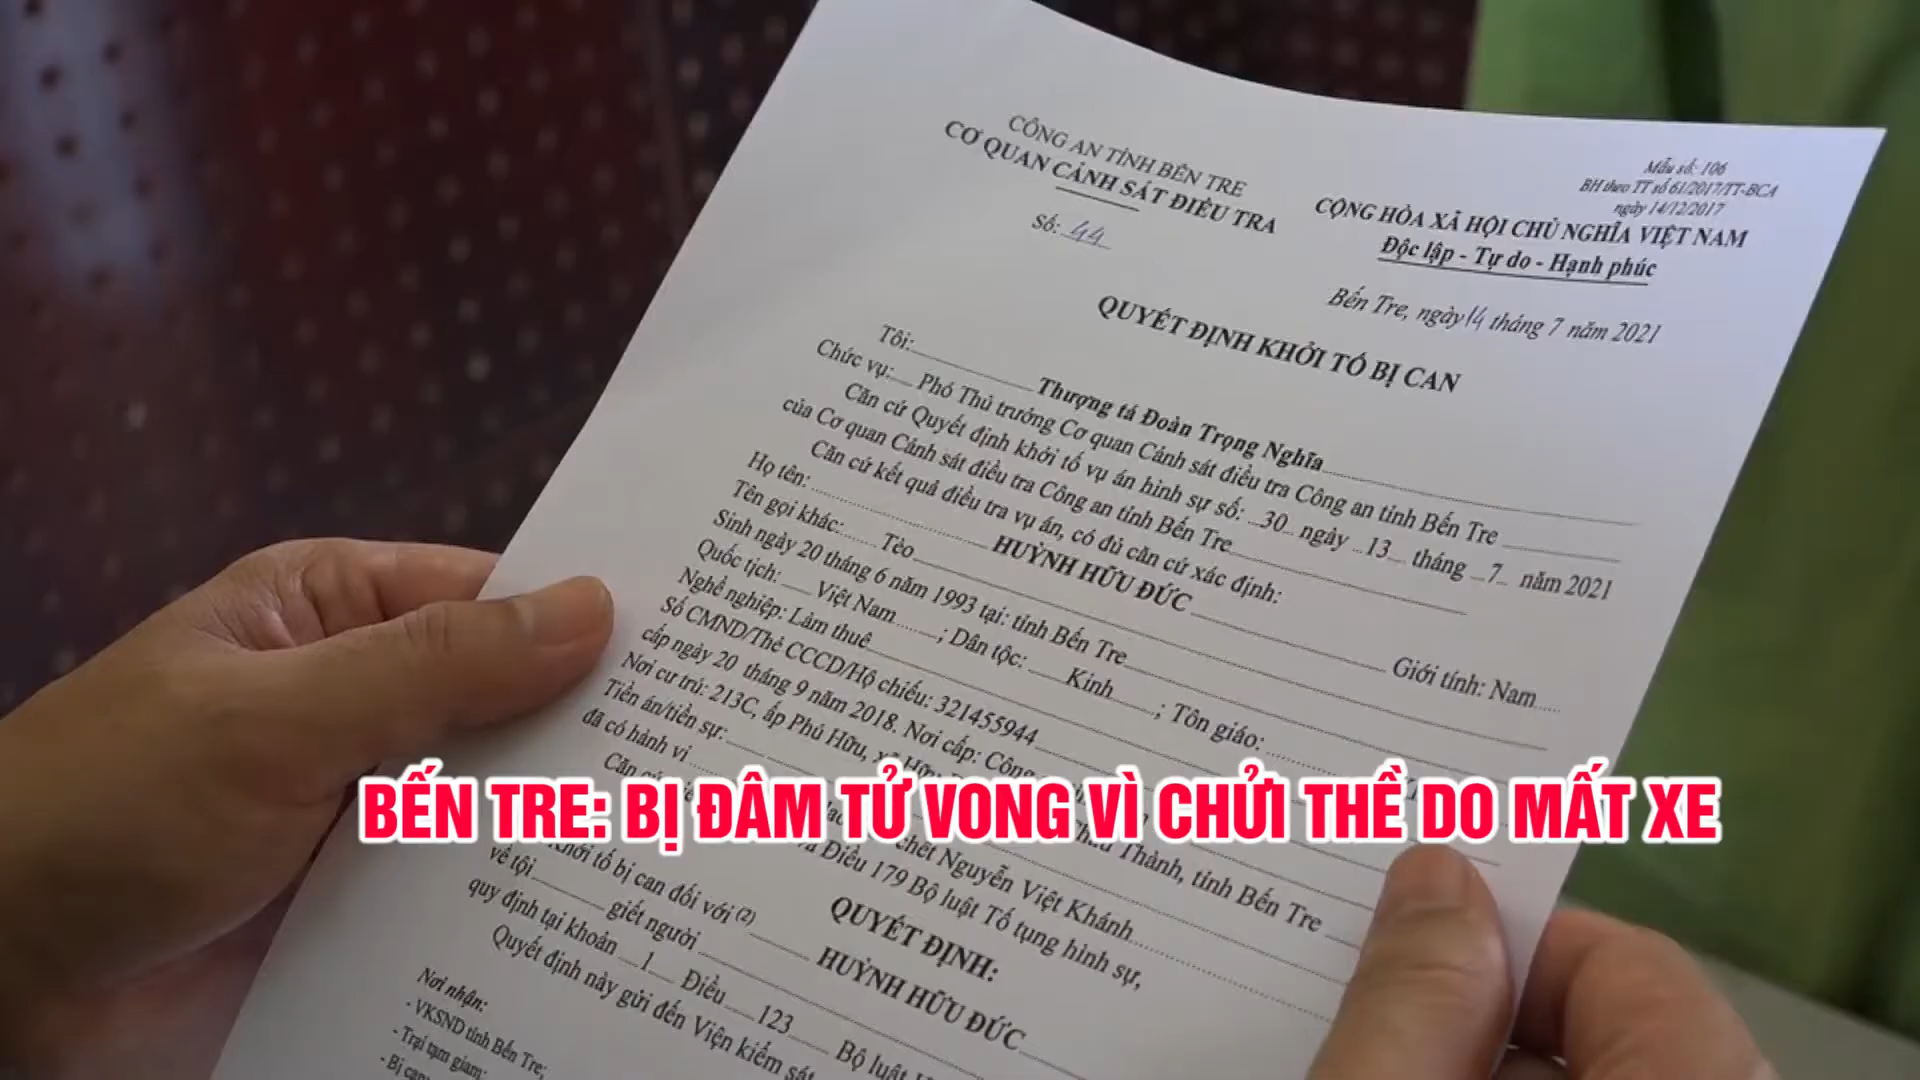 CÔNG AN TỈNH BẾN TRE
CƠ QUAN CẢNH SÁT ĐIỀU TRA
Số: 44
Mẫu số: 106
BH theo TT số 61/2017/TT-BCA
ngày 14/12/2017
CỘNG HÒA XÃ HỘI CHỦ NGHĨA VIỆT NAM
Độc lập - Tự do - Hạnh phúc
Bến Tre, ngày 14 tháng 7 năm 2021
QUYẾT ĐỊNH KHỞI TỐ BỊ CAN
Tôi: Thượng tá Đoàn Trọng Nghĩa
Chức vụ: Phó Thủ trưởng Cơ quan Cảnh sát điều tra Công an tỉnh Bến Tre
Căn cứ Quyết định khởi tố vụ án hình sự số: 30 ngày 13 tháng 7 năm 2021
của Cơ quan Cảnh sát điều tra Công an tỉnh Bến Tre
Căn cứ kết quả điều tra vụ án, có đủ căn cứ xác định:
Họ tên: HUỲNH HỮU ĐỨC Giới tính: Nam
Tên gọi khác: Tèo
Sinh ngày 20 tháng 6 năm 1993 tại: tỉnh Bến Tre
Quốc tịch: Việt Nam ; Dân tộc: Kinh ; Tôn giáo:
Nghề nghiệp: Làm thuê
Số CMND/Thẻ CCCD/Hộ chiếu: 321455944
cấp ngày 20 tháng 9 năm 2018. Nơi cấp: Công
Nơi cư trú: 213C, ấp Phú Hữu, xã Thành, tỉnh Bến Tre
Tiền án/tiền sự:
đã có hành vi chết Nguyễn Việt Khánh
Căn cứ Điều 179 Bộ luật Tố tụng hình sự,
BẾN TRE: BỊ ĐÂM TỬ VONG VÌ CHỬI THỀ DO MẤT XE
QUYẾT ĐỊNH:
Khởi tố bị can đối với (2) HUỲNH HỮU ĐỨC
về tội giết người
quy định tại khoản 1 Điều 123 Bộ luật
Quyết định này gửi đến Viện kiểm sát
Nơi nhận:
- VKSND tỉnh Bến Tre;
- Trại tạm giam;
- Bị can;